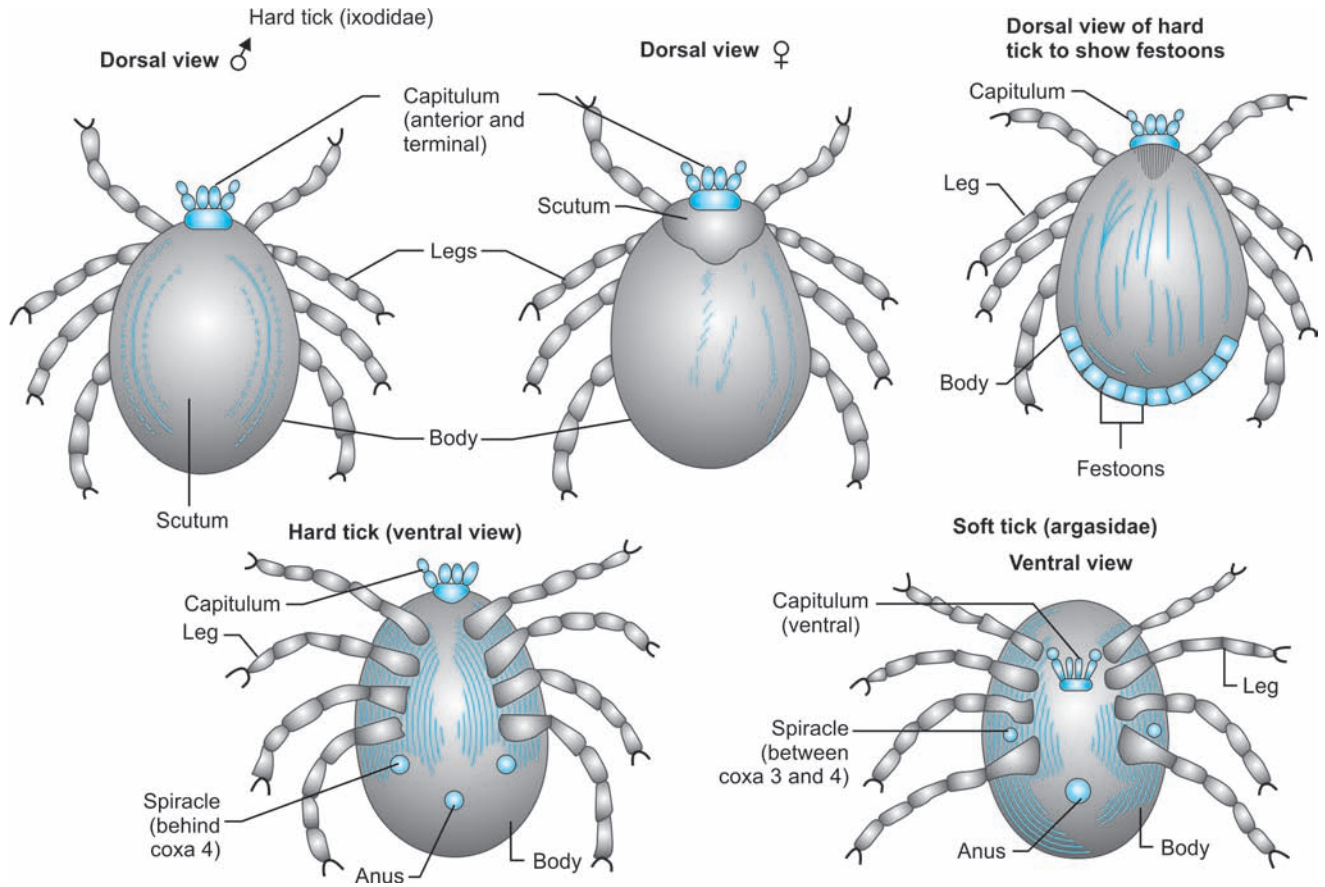 Hard tick (ixodidae)
Dorsal view ♂
Dorsal view ♀
Dorsal view of hard
tick to show festoons
Capitulum
(anterior and
terminal)
Capitulum
Scutum
Leg
Legs
Body
Body
Festoons
Scutum
Hard tick (ventral view)
Capitulum
Leg
Spiracle
(behind
coxa 4)
Anus
Body
Soft tick (argasidae)
Ventral view
Capitulum
(ventral)
Leg
Spiracle
(between
coxa 3 and 4)
Anus
Body